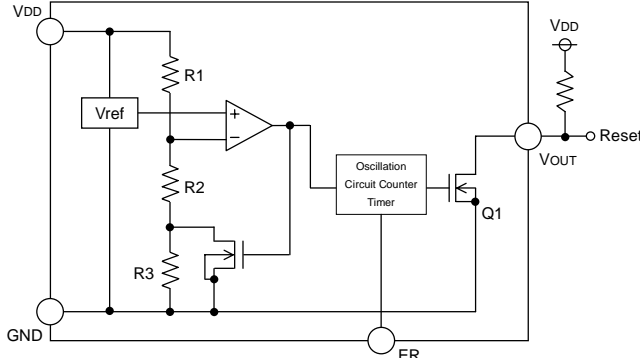 VDD
VDD
R1
Vref
+
−
Reset
VOUT
Oscillation
Circuit Counter
Timer
R2
Q1
R3
GND
ER